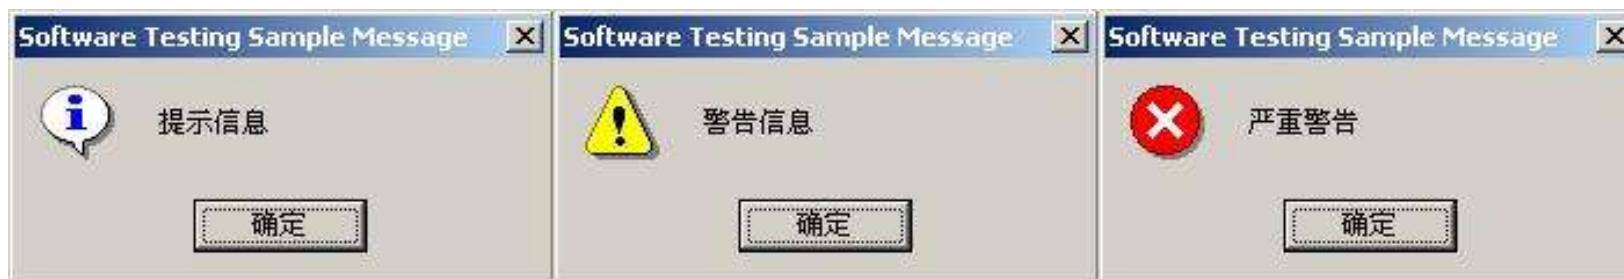 Software Testing Sample Message
提示信息
确定
Software Testing Sample Message
警告信息
确定
Software Testing Sample Message
严重警告
确定